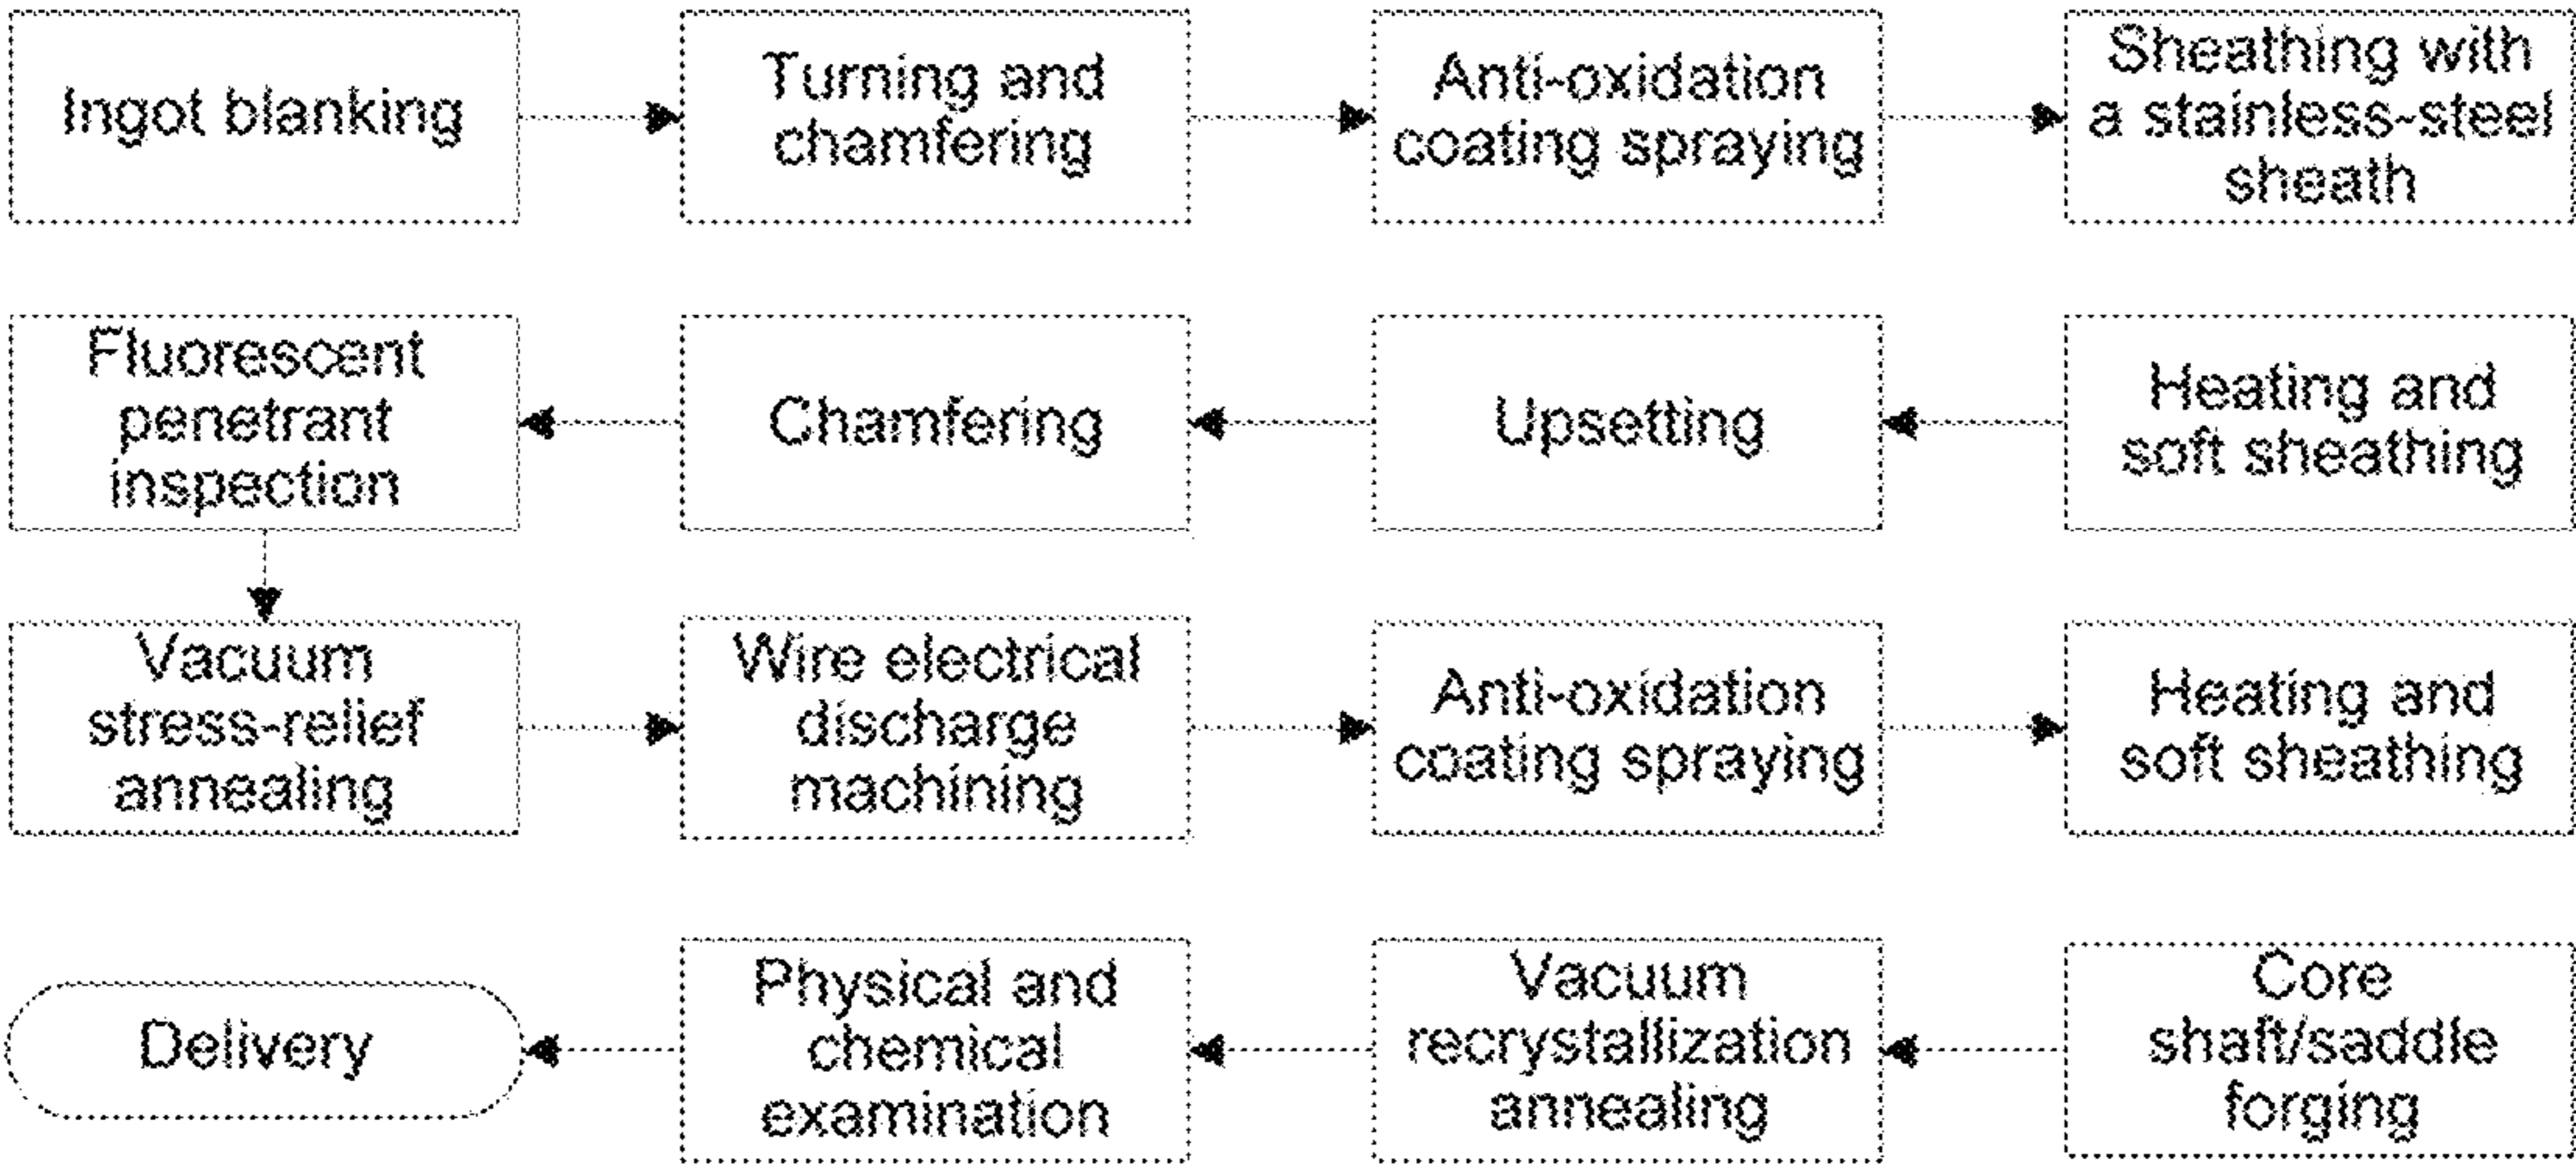 Ingot blanking
Turning and
chamfering
Anti-oxidation
coating spraying
Sheathing with
a stainless-steel
sheath
Fluorescent
penetrant
inspection
Chamfering
Upsetting
Heating and
soft sheathing
Vacuum
stress-relief
annealing
Wire electrical
discharge
machining
Anti-oxidation
coating spraying
Heating and
soft sheathing
Delivery
Physical and
chemical
examination
Vacuum
recrystallization
annealing
Core
shaft/saddle
forging